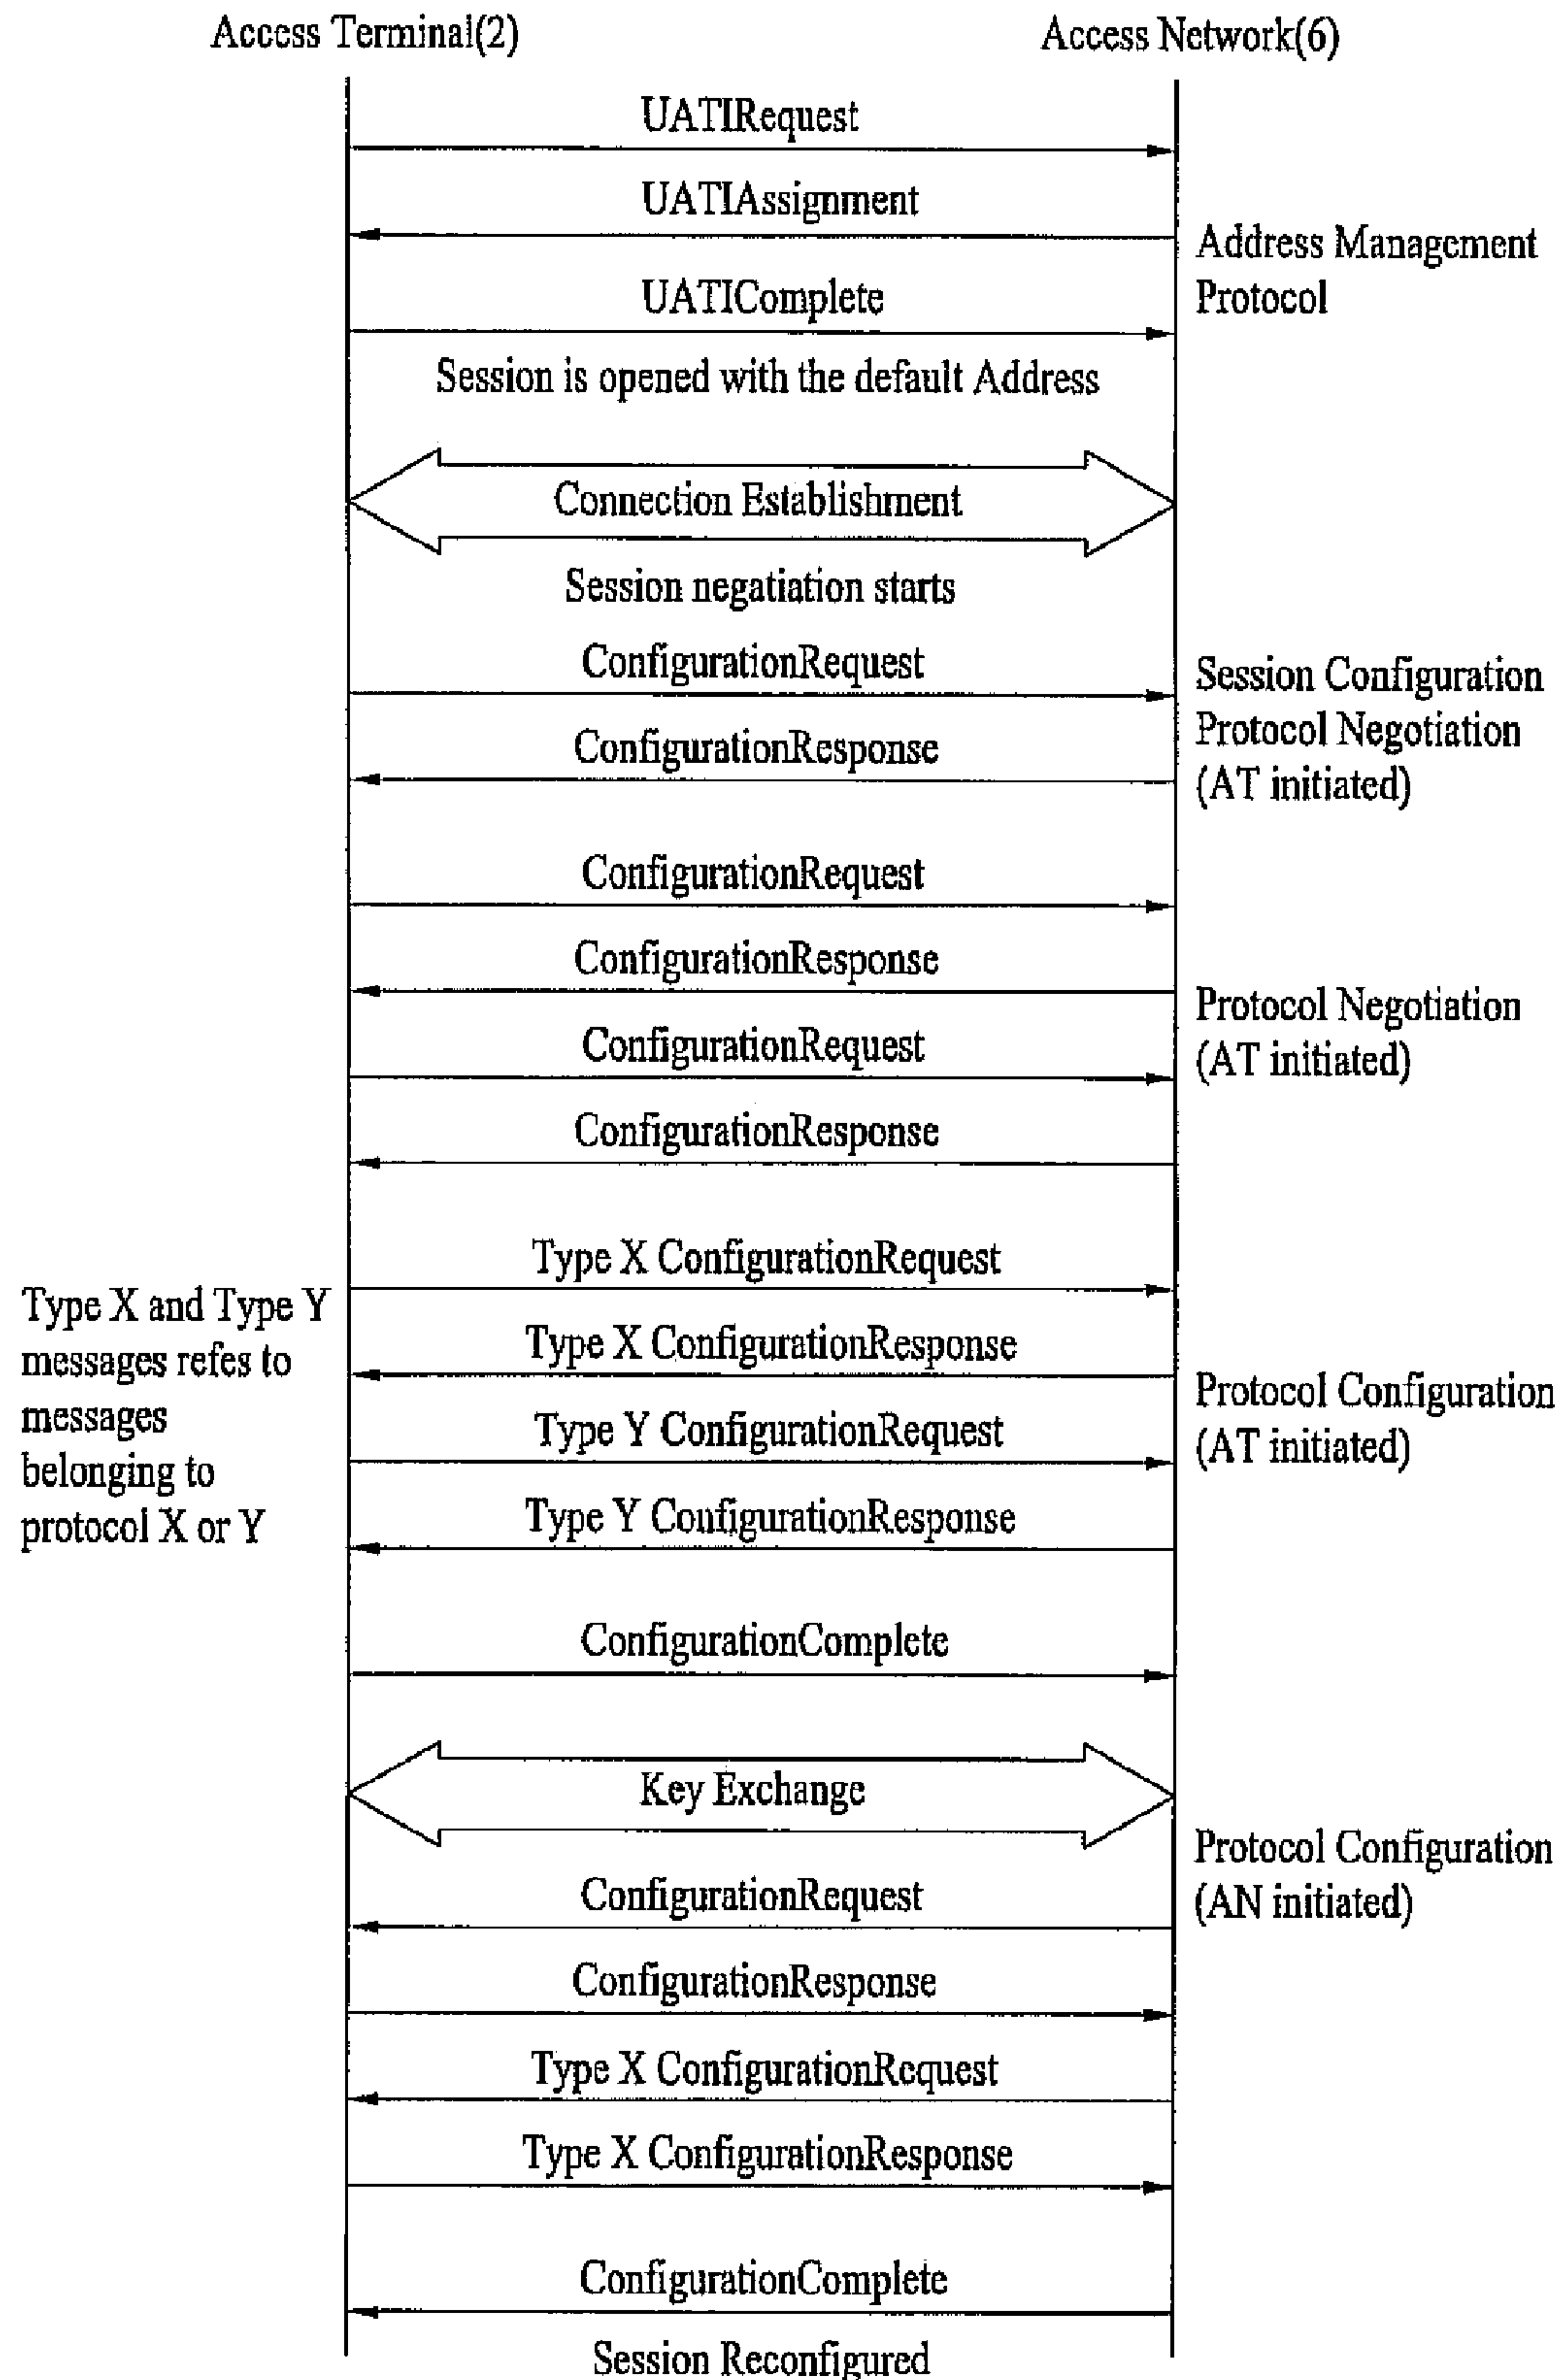 Access Terminal(2)
Access Network(6)
UATIRequest
UATIAssignment
Address Management
Protocol
UATIComplete
Session is opened with the default Address
Connection Establishment
Session negatiation starts
ConfigurationRequest
Session Configuration
Protocol Negotiation
(AT initiated)
ConfigurationResponse
ConfigurationRequest
ConfigurationResponse
Protocol Negotiation
(AT initiated)
ConfigurationRequest
ConfigurationResponse
Type X ConfigurationRequest
Type X and Type Y
messages refes to
messages
belonging to
protocol X or Y
Type X ConfigurationResponse
Protocol Configuration
(AT initiated)
Type Y ConfigurationRequest
Type Y ConfigurationResponse
ConfigurationComplete
Key Exchange
Protocol Configuration
(AN initiated)
ConfigurationRequest
ConfigurationResponse
Type X ConfigurationRequest
Type X ConfigurationResponse
ConfigurationComplete
Session Reconfigured